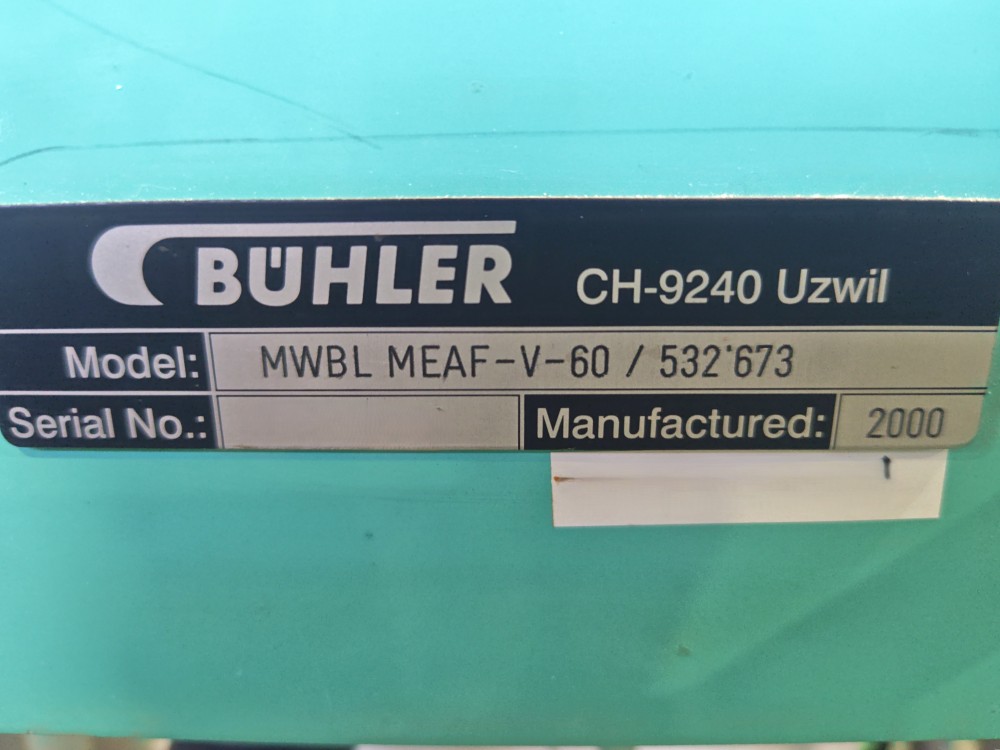 BÜHLER CH-9240 Uzwil
Model: MWBL MEAF-V-60 / 532'673
Serial No.: Manufactured: 2000